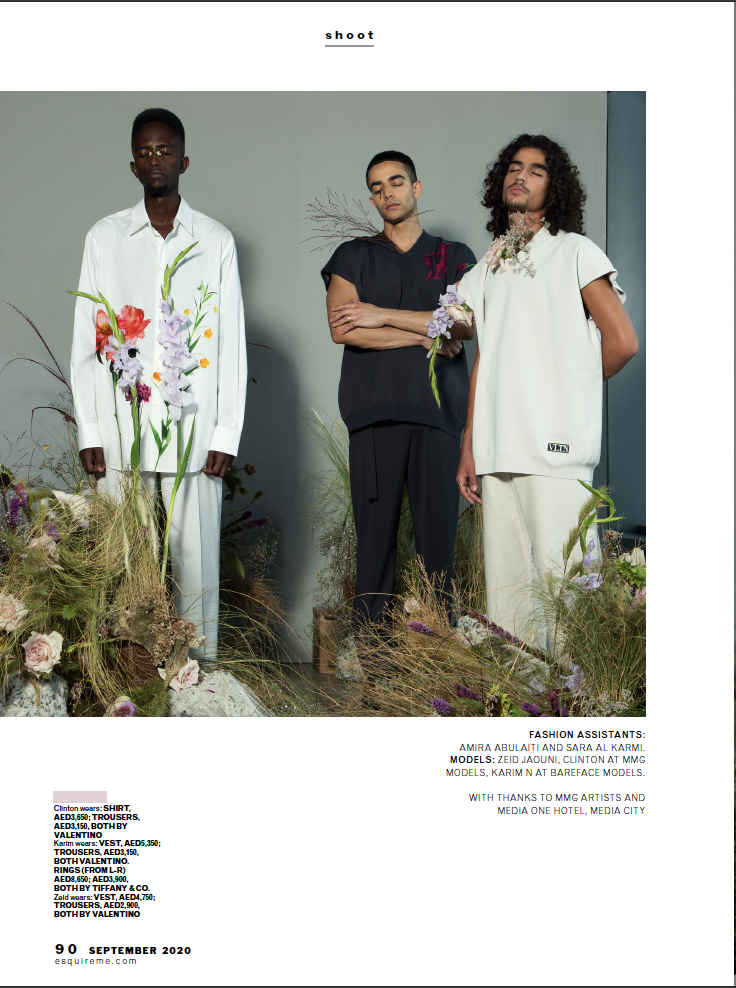 shoot
VLTN
FASHION ASSISTANTS:
AMIRA ABULAITI AND SARA AL KARMI.
MODELS: ZEID JAOUNI, CLINTON AT MMG
MODELS, KARIM N AT BAREFACE MODELS.
WITH THANKS TO MMG ARTISTS AND
MEDIA ONE HOTEL, MEDIA CITY
Clinton wears: SHIRT,
AED3,650; TROUSERS,
AED3,150, BOTH BY
VALENTINO
Karim wears: VEST, AED5,350;
TROUSERS, AED3,150,
BOTH VALENTINO.
RINGS (FROM L-R)
AED8,650; AED3,900,
BOTH BY TIFFANY & CO.
Zeid wears: VEST, AED4,750;
TROUSERS, AED2,900,
BOTH BY VALENTINO
90 SEPTEMBER 2020
esquireme.com